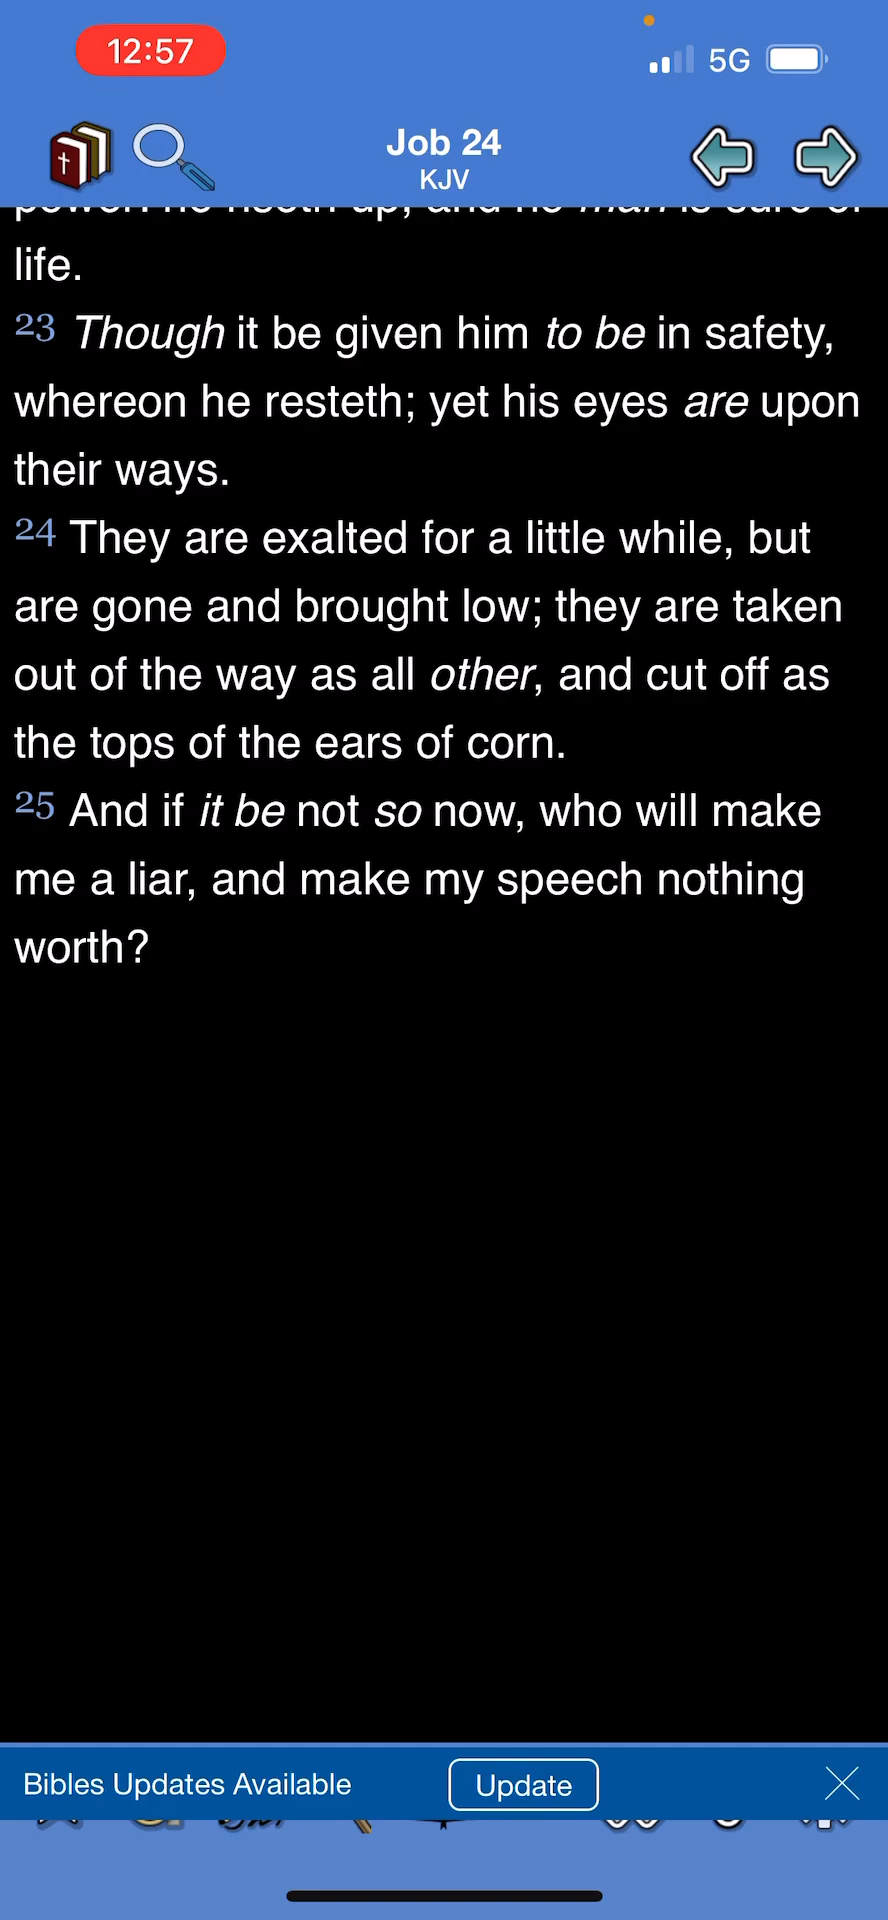 12:57
5G
Job 24
KJV
life.
23 Though it be given him to be in safety,
whereon he resteth; yet his eyes are upon
their ways.
24 They are exalted for a little while, but
are gone and brought low; they are taken
out of the way as all other, and cut off as
the tops of the ears of corn.
25 And if it be not so now, who will make
me a liar, and make my speech nothing
worth?
Bibles Updates Available
Update